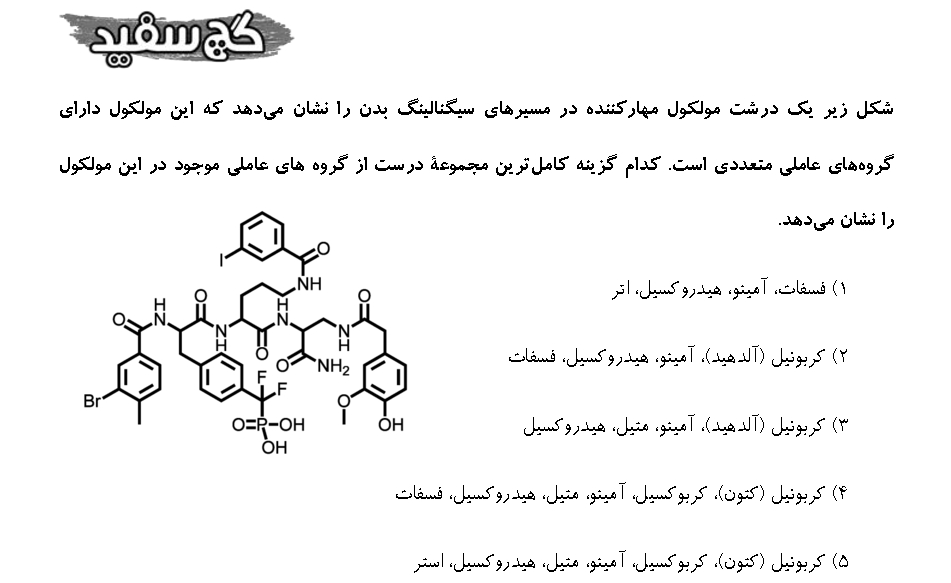 گچ سفید
شکل زیر یک درشت مولکول مهارکننده در مسیرهای سیگنالینگ بدن را نشان می‌دهد که این مولکول دارای
گروه‌های عاملی متعددی است. کدام گزینه کامل‌ترین مجموعهٔ درست از گروه های عاملی موجود در این مولکول
را نشان می‌دهد.
۱) فسفات، آمینو، هیدروکسیل، اتر
۲) کربونیل (آلدهید)، آمینو، هیدروکسیل، فسفات
۳) کربونیل (آلدهید)، آمینو، متیل، هیدروکسیل
۴) کربونیل (کتون)، کربوکسیل، آمینو، متیل، هیدروکسیل، فسفات
۵) کربونیل (کتون)، کربوکسیل، آمینو، متیل، هیدروکسیل، استر
I
O
NH
O
H
N
O
H
N
O
O
N
H
O
O
NH2
N
H
Br
F
F
O
P
OH
OH
O
OH